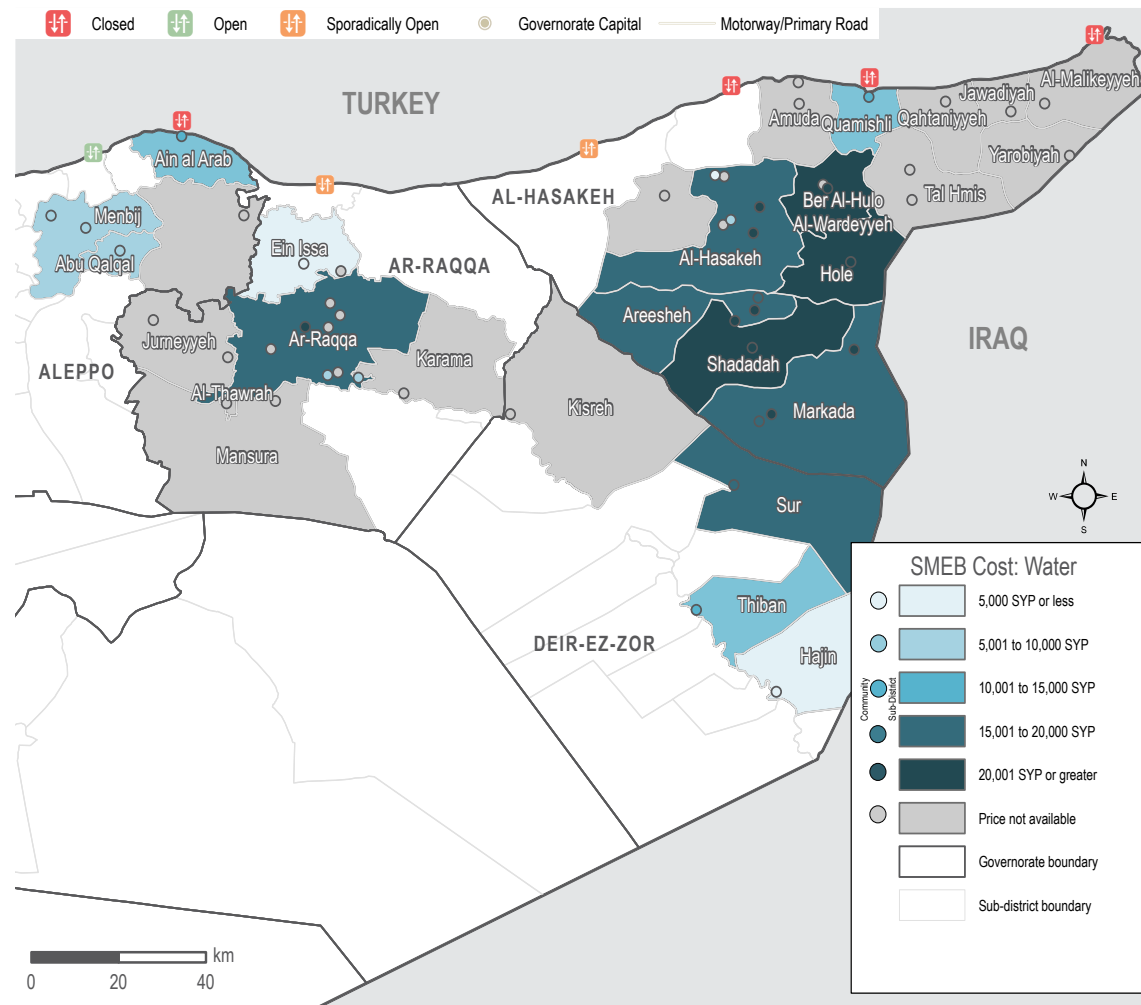 Closed
Open
Sporadically Open
Governorate Capital
Motorway/Primary Road
TURKEY
Al-Malikeyyeh
Jawadiyah
Amuda
Quamishli
Qahtaniyyeh
Ain al Arab
Yarobiyah
AL-HASAKEH
Tal Hmis
Ber Al-Hulo
Al-Wardeyyeh
Menbij
Ein Issa
Abu Qalqal
AR-RAQQA
Al-Hasakeh
Hole
Areesheh
IRAQ
Jurneyyeh
Ar-Raqqa
Karama
Shadadah
ALEPPO
Al-Thawrah
Kisreh
Markada
Mansura
N
W
E
S
Sur
Thiban
DEIR-EZ-ZOR
Hajin
SMEB Cost: Water
5,000 SYP or less
5,001 to 10,000 SYP
Community
Sub-District
10,001 to 15,000 SYP
15,001 to 20,000 SYP
20,001 SYP or greater
Price not available
Governorate boundary
Sub-district boundary
km
0
20
40